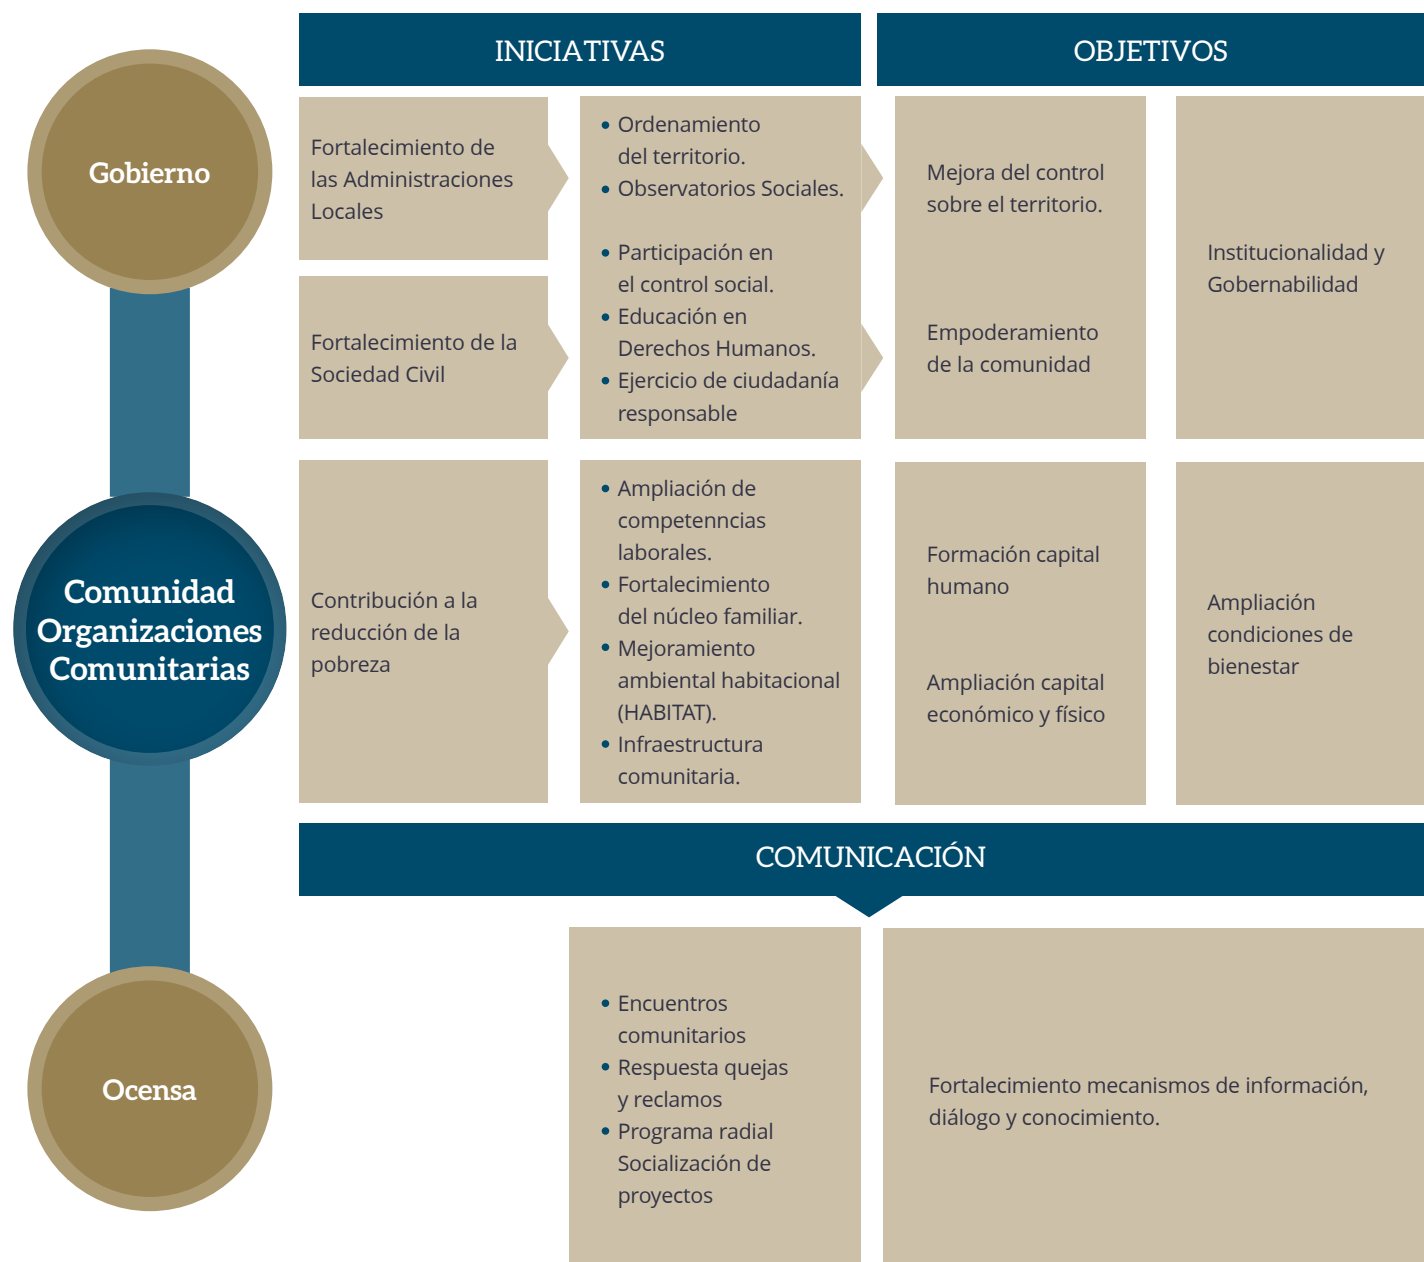 INICIATIVAS
OBJETIVOS
Gobierno
Fortalecimiento de
las Administraciones
Locales
• Ordenamiento
del territorio.
• Observatorios Sociales.
Mejora del control
sobre el territorio.
Institucionalidad y
Gobernabilidad
Fortalecimiento de la
Sociedad Civil
• Participación en
el control social.
• Educación en
Derechos Humanos.
• Ejercicio de ciudadanía
responsable
Empoderamiento
de la comunidad
Comunidad
Organizaciones
Comunitarias
Contribución a la
reducción de la
pobreza
• Ampliación de
competenncias
laborales.
• Fortalecimiento
del núcleo familiar.
• Mejoramiento
ambiental habitacional
(HABITAT).
• Infraestructura
comunitaria.
Formación capital
humano
Ampliación capital
económico y físico
Ampliación
condiciones de
bienestar
COMUNICACIÓN
Ocensa
• Encuentros
comunitarios
• Respuesta quejas
y reclamos
• Programa radial
Socialización de
proyectos
Fortalecimiento mecanismos de información,
diálogo y conocimiento.